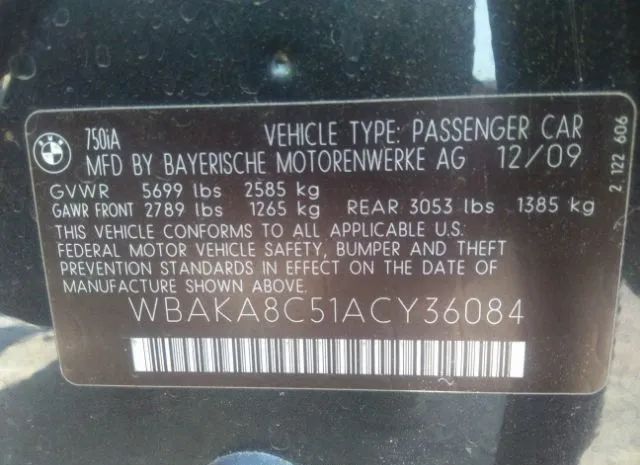 BMW
750iA VEHICLE TYPE: PASSENGER CAR
MFD BY BAYERISCHE MOTORENWERKE AG 12/09
GVWR 5699 lbs 2585 kg
GAWR FRONT 2789 lbs 1265 kg REAR 3053 lbs 1385 kg
THIS VEHICLE CONFORMS TO ALL APPLICABLE U.S.
FEDERAL MOTOR VEHICLE SAFETY, BUMPER AND THEFT
PREVENTION STANDARDS IN EFFECT ON THE DATE OF
MANUFACTURE SHOWN ABOVE.
WBAKA8C51ACY36084
2 122 606